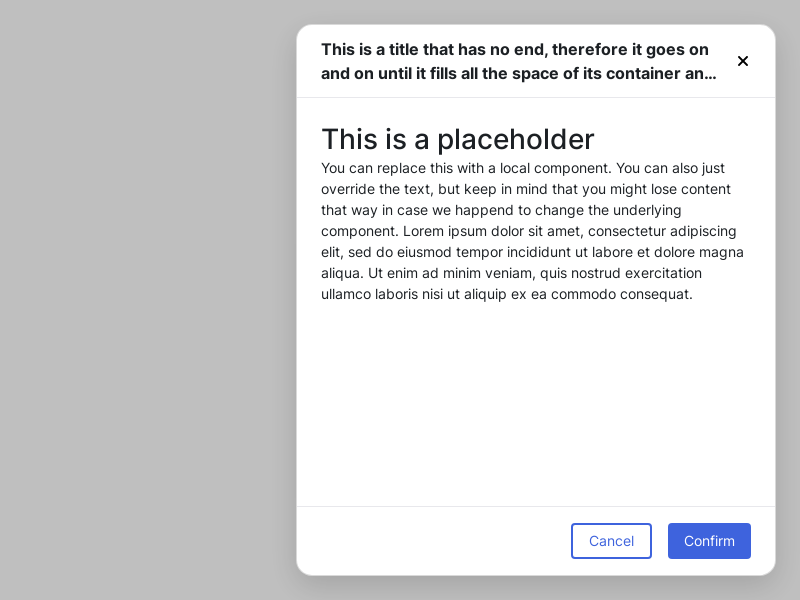 This is a title that has no end, therefore it goes on
and on until it fills all the space of its container an…
This is a placeholder
You can replace this with a local component. You can also just
override the text, but keep in mind that you might lose content
that way in case we happend to change the underlying
component. Lorem ipsum dolor sit amet, consectetur adipiscing
elit, sed do eiusmod tempor incididunt ut labore et dolore magna
aliqua. Ut enim ad minim veniam, quis nostrud exercitation
ullamco laboris nisi ut aliquip ex ea commodo consequat.
Cancel
Confirm